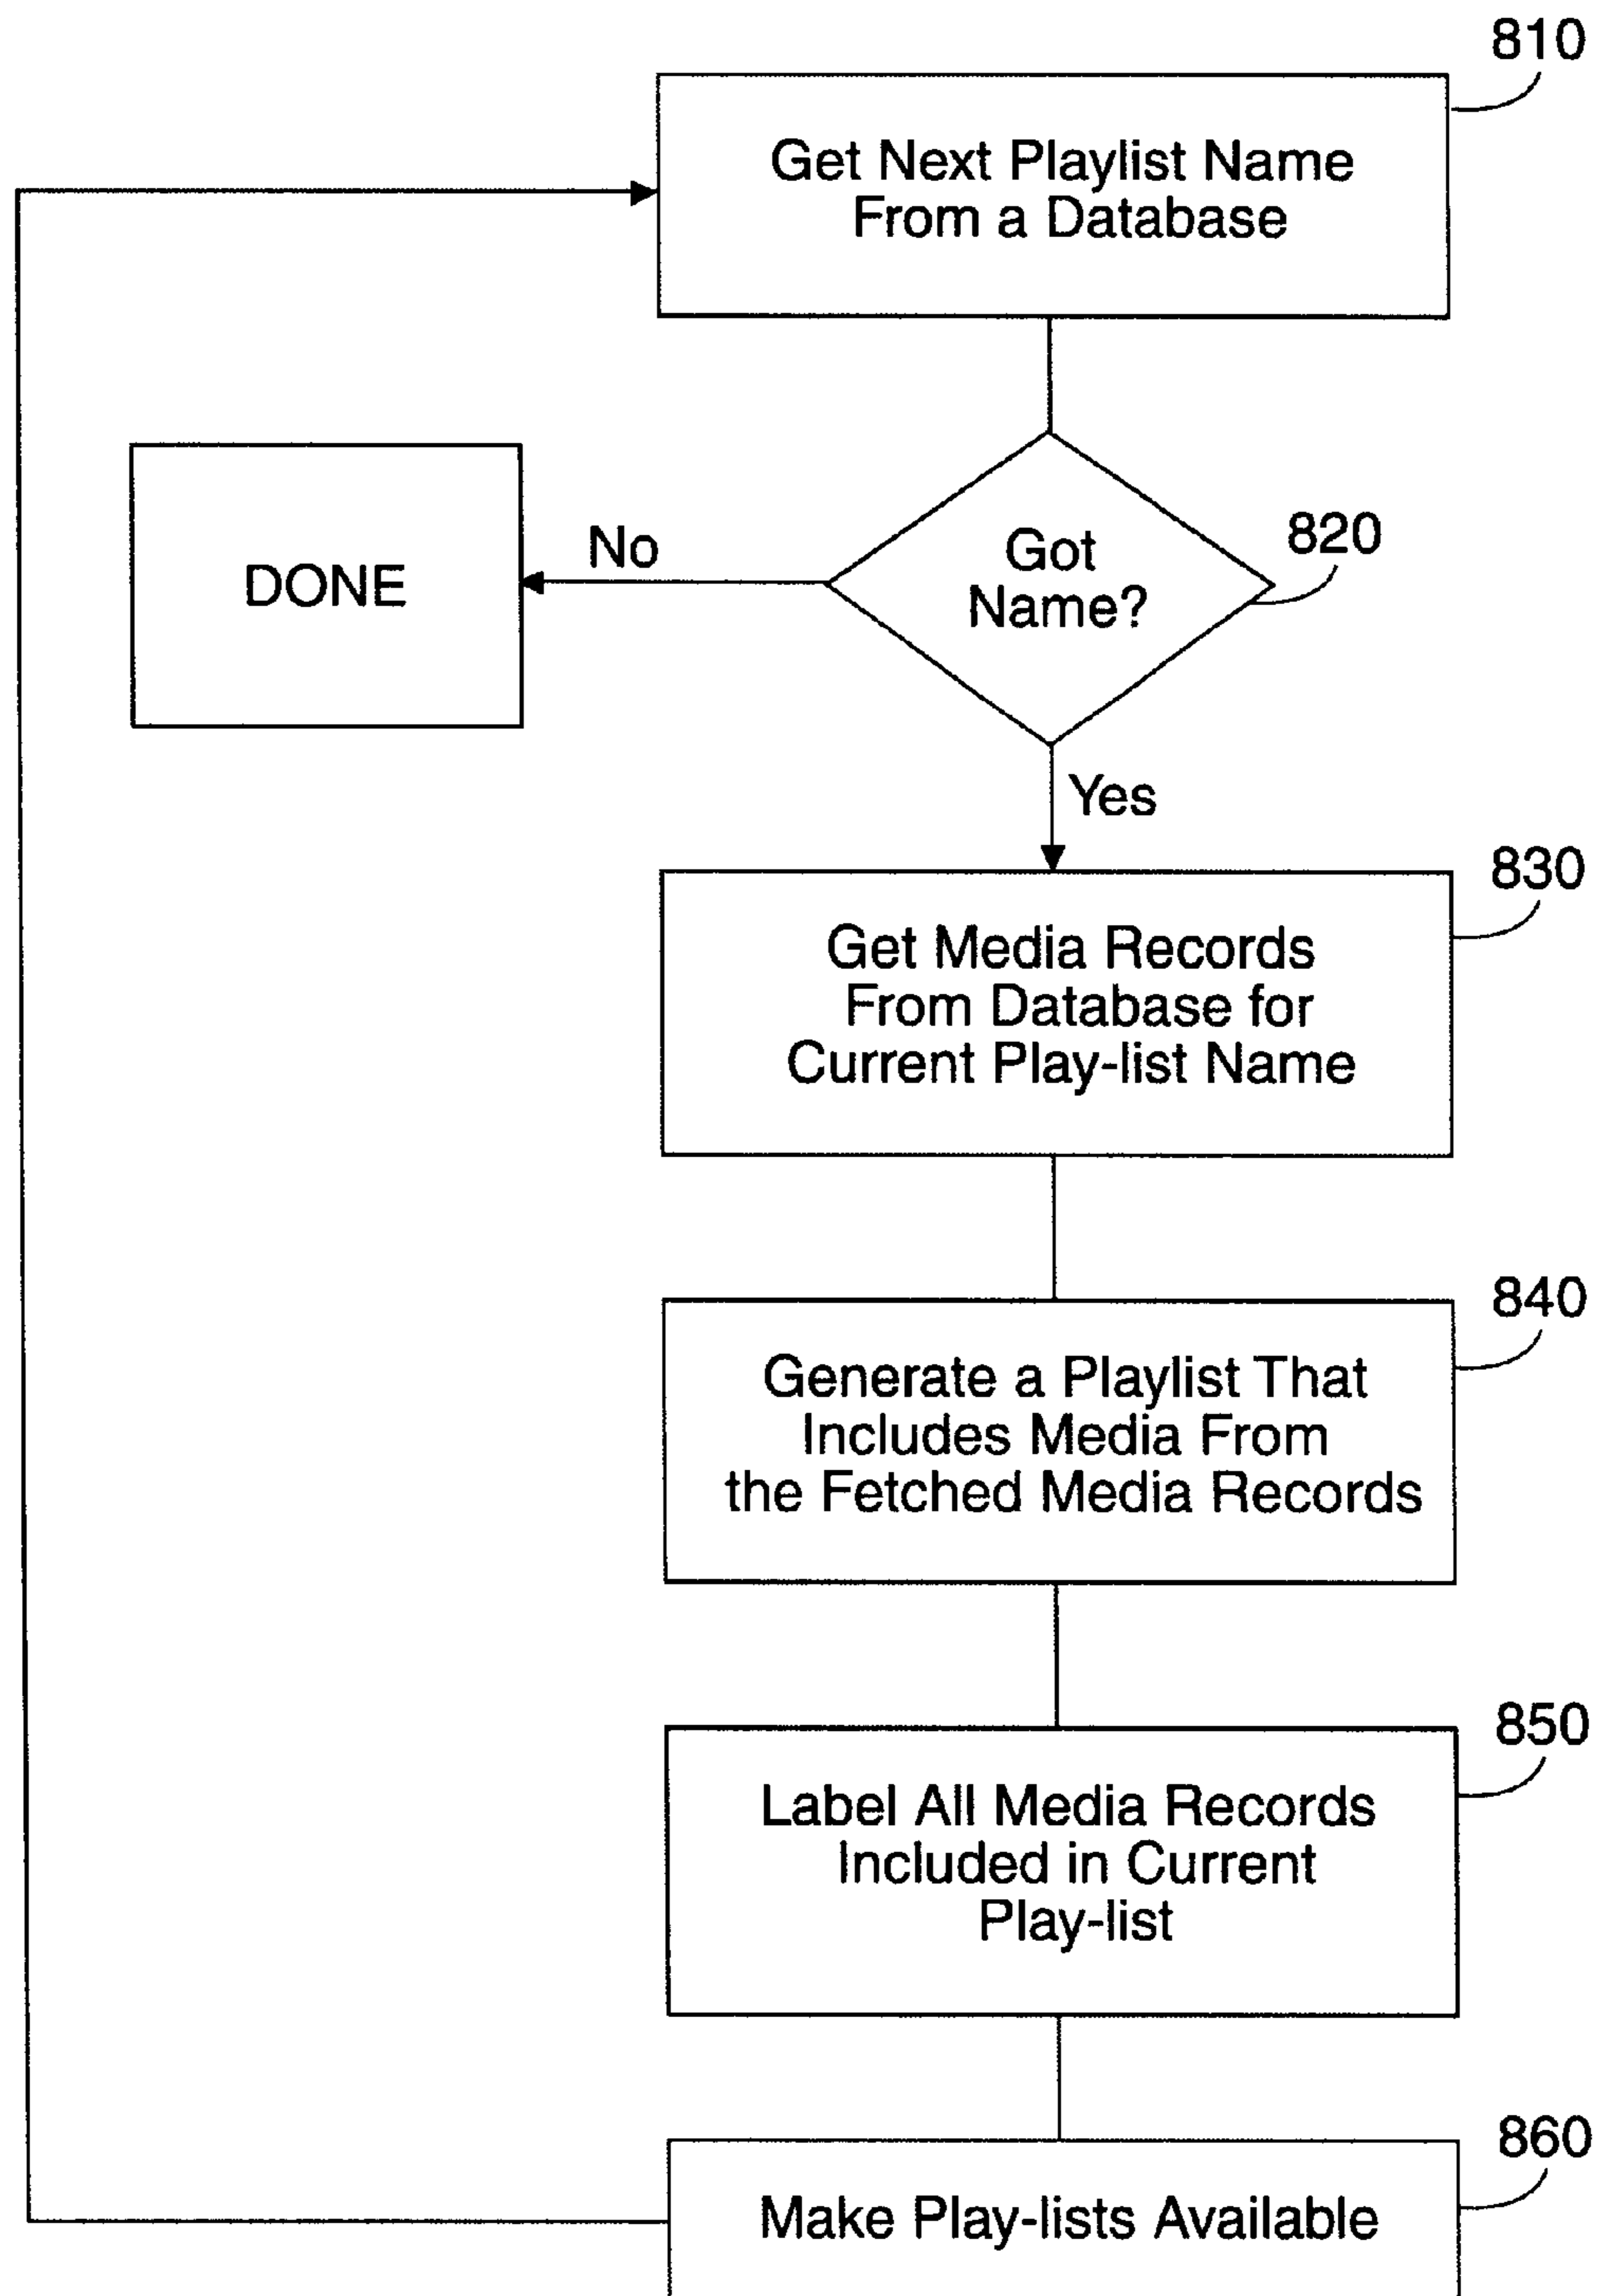 810
Get Next Playlist Name
From a Database
Got
Name?
820
No
DONE
Yes
830
Get Media Records
From Database for
Current Play-list Name
840
Generate a Playlist That
Includes Media From
the Fetched Media Records
850
Label All Media Records
Included in Current
Play-list
860
Make Play-lists Available